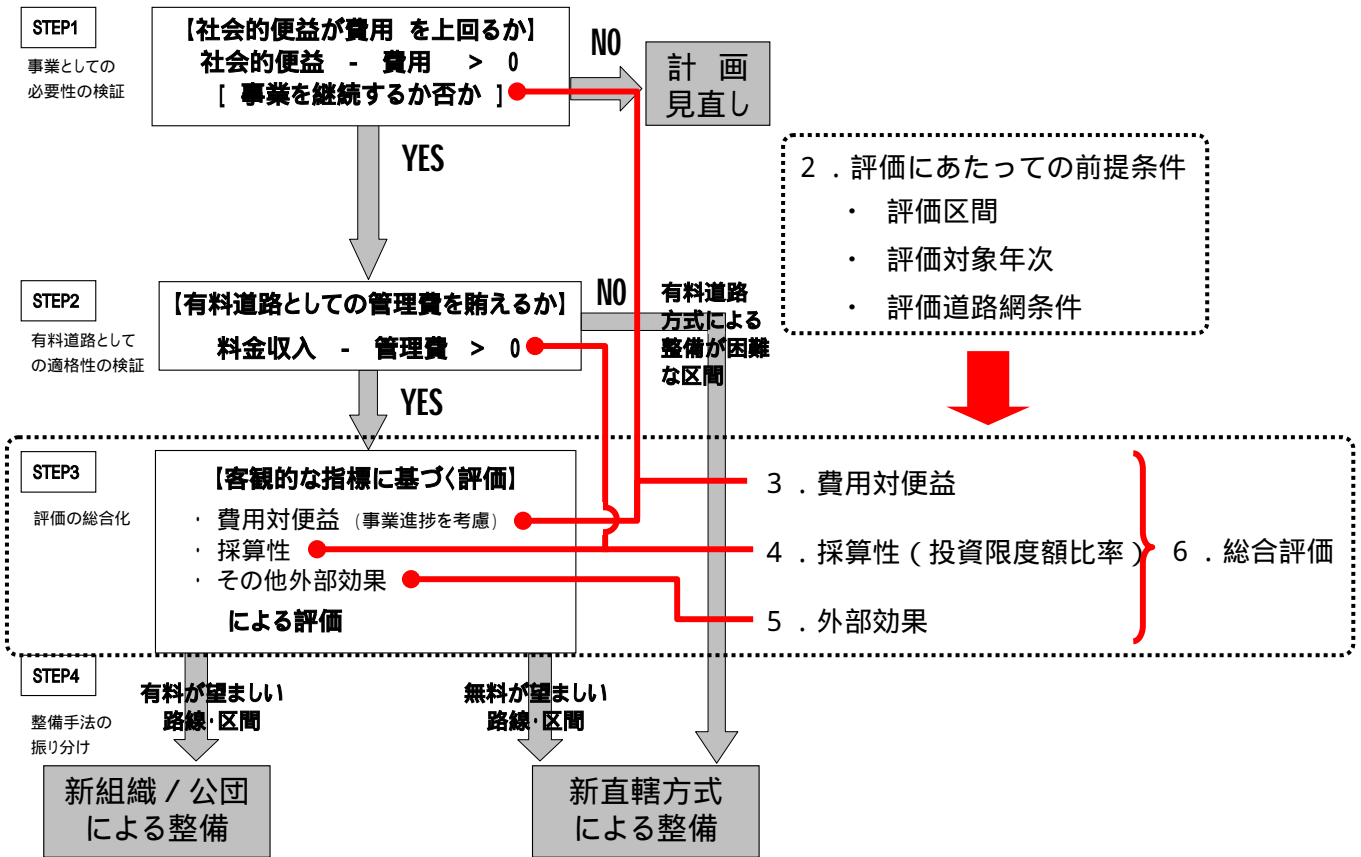 STEP1
事業としての
必要性の検証
【社会的便益が費用 を上回るか】
社会的便益 - 費用 > 0
[ 事業を継続するか否か ]
NO
計 画
見直し
YES
2 . 評価にあたっての前提条件
・ 評価区間
・ 評価対象年次
・ 評価道路網条件
STEP2
有料道路として
の適格性の検証
【有料道路としての管理費を賄えるか】
料金収入 - 管理費 > 0
NO
有料道路
方式による
整備が困難
な区間
YES
STEP3
評価の総合化
【客観的な指標に基づく評価】
・ 費用対便益 (事業進捗を考慮)
・ 採算性
・ その他外部効果
による評価
3 . 費用対便益
4 . 採算性 ( 投資限度額比率 )
5 . 外部効果
6 . 総合評価
STEP4
整備手法の
振り分け
有料が望ましい
路線・区間
無料が望ましい
路線・区間
新組織 / 公団
による整備
新直轄方式
による整備